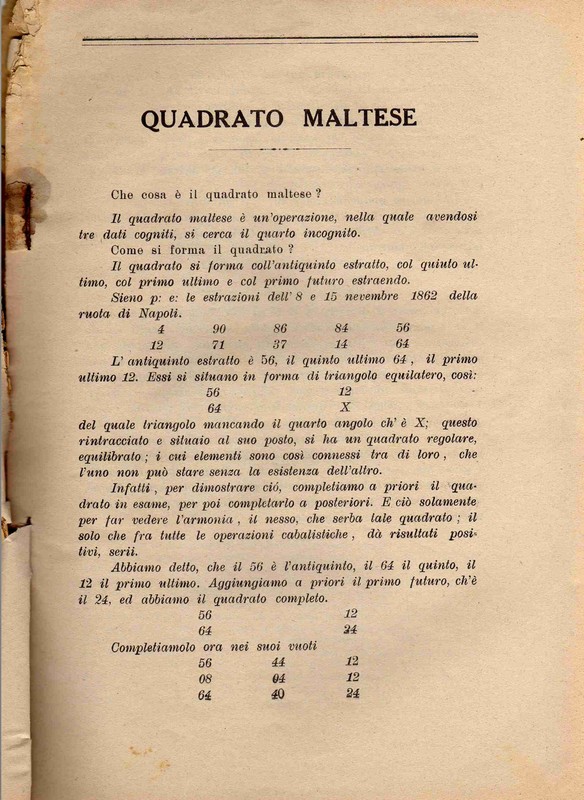 QUADRATO MALTESE
Che cosa è il quadrato maltese?
Il quadrato maltese è un'operazione, nella quale avendosi
tre dati cogniti, si cerca il quarto incognito.
Come si forma il quadrato?
Il quadrato si forma coll'antiquinto estratto, col quiuto ul-
timo, col primo ultimo e col primo futuro estraendo.
Sieno p: e: le estrazioni dell'8 e 15 nevembre 1862 della
ruota di Napoli.
4 90 86 84 56
12 71 37 14 64
L'antiquinto estratto è 56, il quinto ultimo 64, il primo
ultimo 12. Essi si situano in forma di triangolo equilatero, così:
56 12
64 X
del quale triangolo mancando il quarto angolo ch'è X; questo
rintracciato e situaio al suo posto, si ha un quadrato regolare,
equilibrato; i cui elementi sono così connessi tra di loro, che
l'uno non può stare senza la esistenza dell'altro.
Infatti, per dimostrare ció, completiamo a priori il qua-
drato in esame, per poi completarlo a posteriori. E ciò solamente
per far vedere l'armonia, il nesso, che serba tale quadrato; il
solo che fra tutte le operazioni cabalistiche, dà risultati posi-
tivi, serii.
Abbiamo detto, che il 56 è l'antiquinto, il 64 il quinto, il
12 il primo ultimo. Aggiungiamo a priori il primo futuro, ch'è
il 24, ed abbiamo il quadrato completo.
56 12
64 24
Completiamolo ora nei suoi vuoti
56 44 12
08 04 12
64 40 24